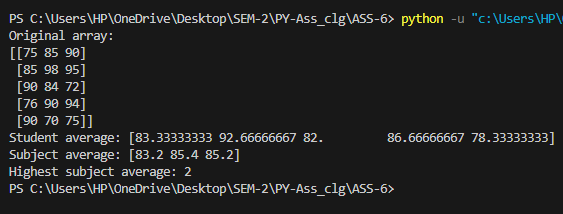 PS C:\Users\HP\OneDrive\Desktop\SEM-2\PY-Ass_clg\ASS-6> python -u "c:\Users\HP\O
Original array:
[[75 85 90]
 [85 98 95]
 [90 84 72]
 [76 90 94]
 [90 70 75]]
Student average: [83.33333333 92.66666667 82.         86.66666667 78.33333333]
Subject average: [83.2 85.4 85.2]
Highest subject average: 2
PS C:\Users\HP\OneDrive\Desktop\SEM-2\PY-Ass_clg\ASS-6>